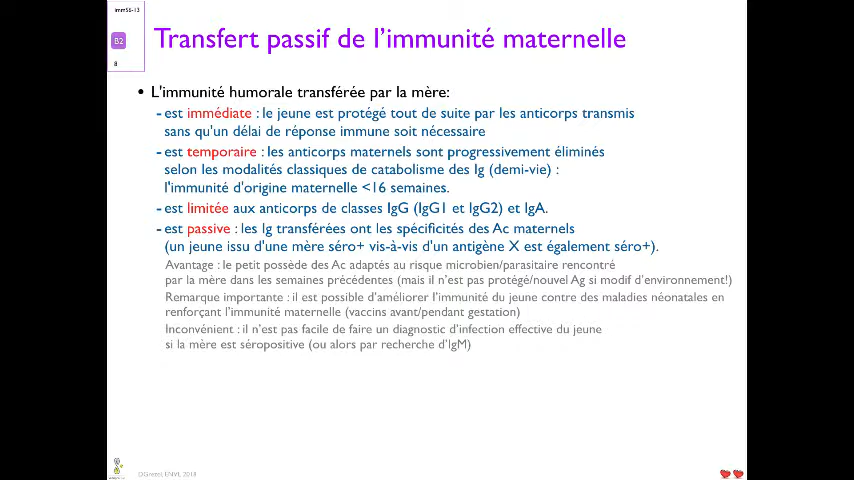 imm56-13
B2
8
Transfert passif de l'immunité maternelle
• L'immunité humorale transférée par la mère:
- est immédiate : le jeune est protégé tout de suite par les anticorps transmis
sans qu'un délai de réponse immune soit nécessaire
- est temporaire : les anticorps maternels sont progressivement éliminés
selon les modalités classiques de catabolisme des Ig (demi-vie) :
l'immunité d'origine maternelle <16 semaines.
- est limitée aux anticorps de classes IgG (IgG1 et IgG2) et IgA.
- est passive : les Ig transférées ont les spécificités des Ac maternels
(un jeune issu d'une mère séro+ vis-à-vis d'un antigène X est également séro+).
Avantage : le petit possède des Ac adaptés au risque microbien/parasitaire rencontré
par la mère dans les semaines précédentes (mais il n'est pas protégé/nouvel Ag si modif d'environnement!)
Remarque importante : il est possible d'améliorer l'immunité du jeune contre des maladies néonatales en
renforçant l'immunité maternelle (vaccins avant/pendant gestation)
Inconvénient : il n'est pas facile de faire un diagnostic d'infection effective du jeune
si la mère est séropositive (ou alors par recherche d'IgM)
2018